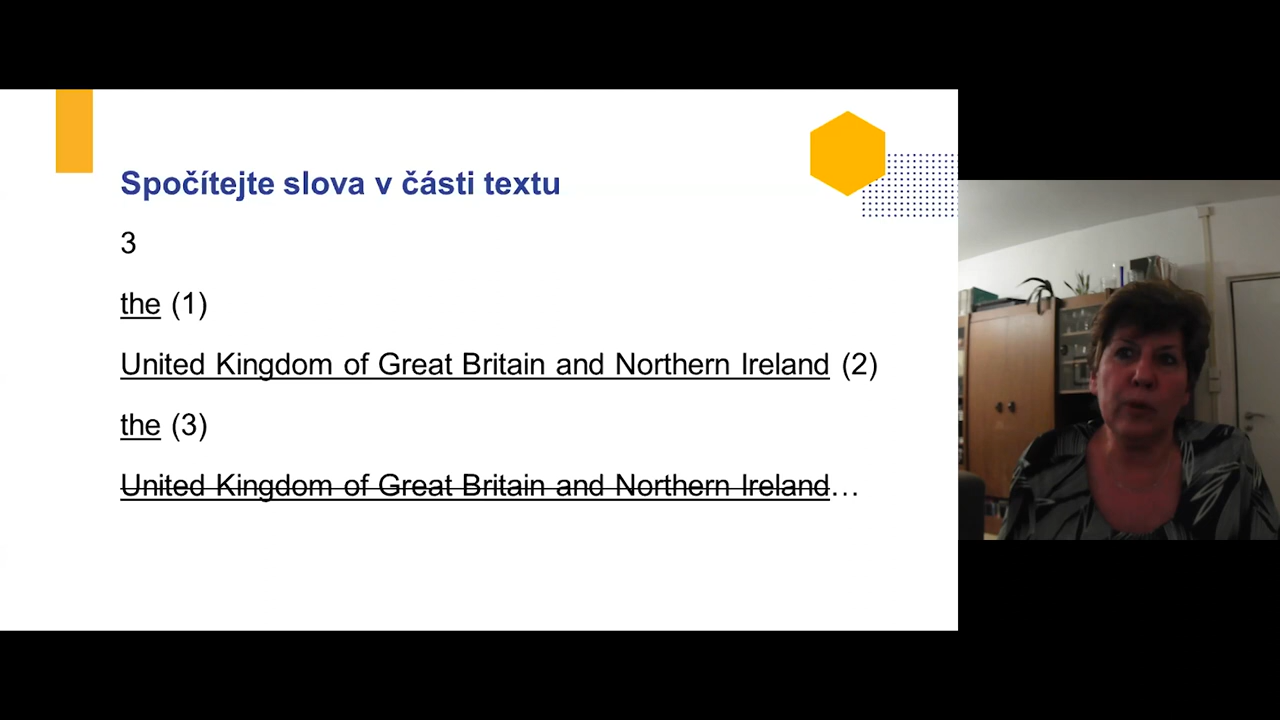 Spočítejte slova v části textu
3
the (1)
United Kingdom of Great Britain and Northern Ireland (2)
the (3)
United Kingdom of Great Britain and Northern Ireland…